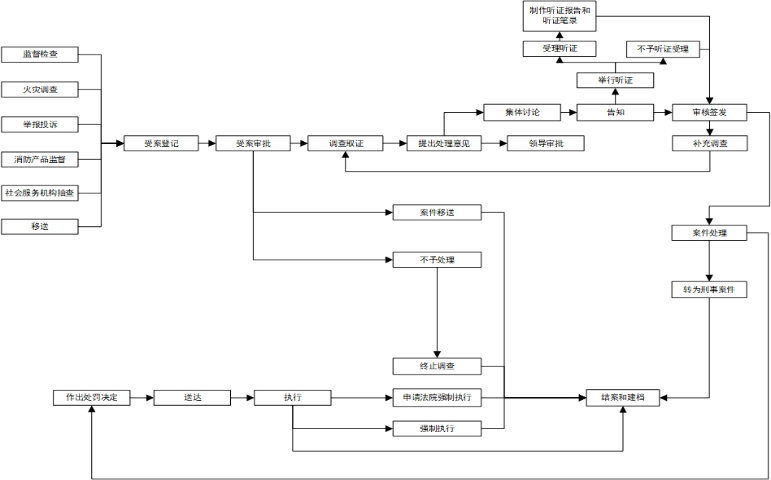 制作听证报告和
听证笔录
受理听证
不予听证受理
举行听证
监督检查
火灾调查
举报投诉
消防产品监督
社会服务机构抽查
移送
受案登记
受案审批
调查取证
提出处理意见
集体讨论
告知
审核签发
领导审批
补充调查
案件移送
不予处理
案件处理
转为刑事案件
终止调查
作出处罚决定
送达
执行
申请法院强制执行
强制执行
结案和建档